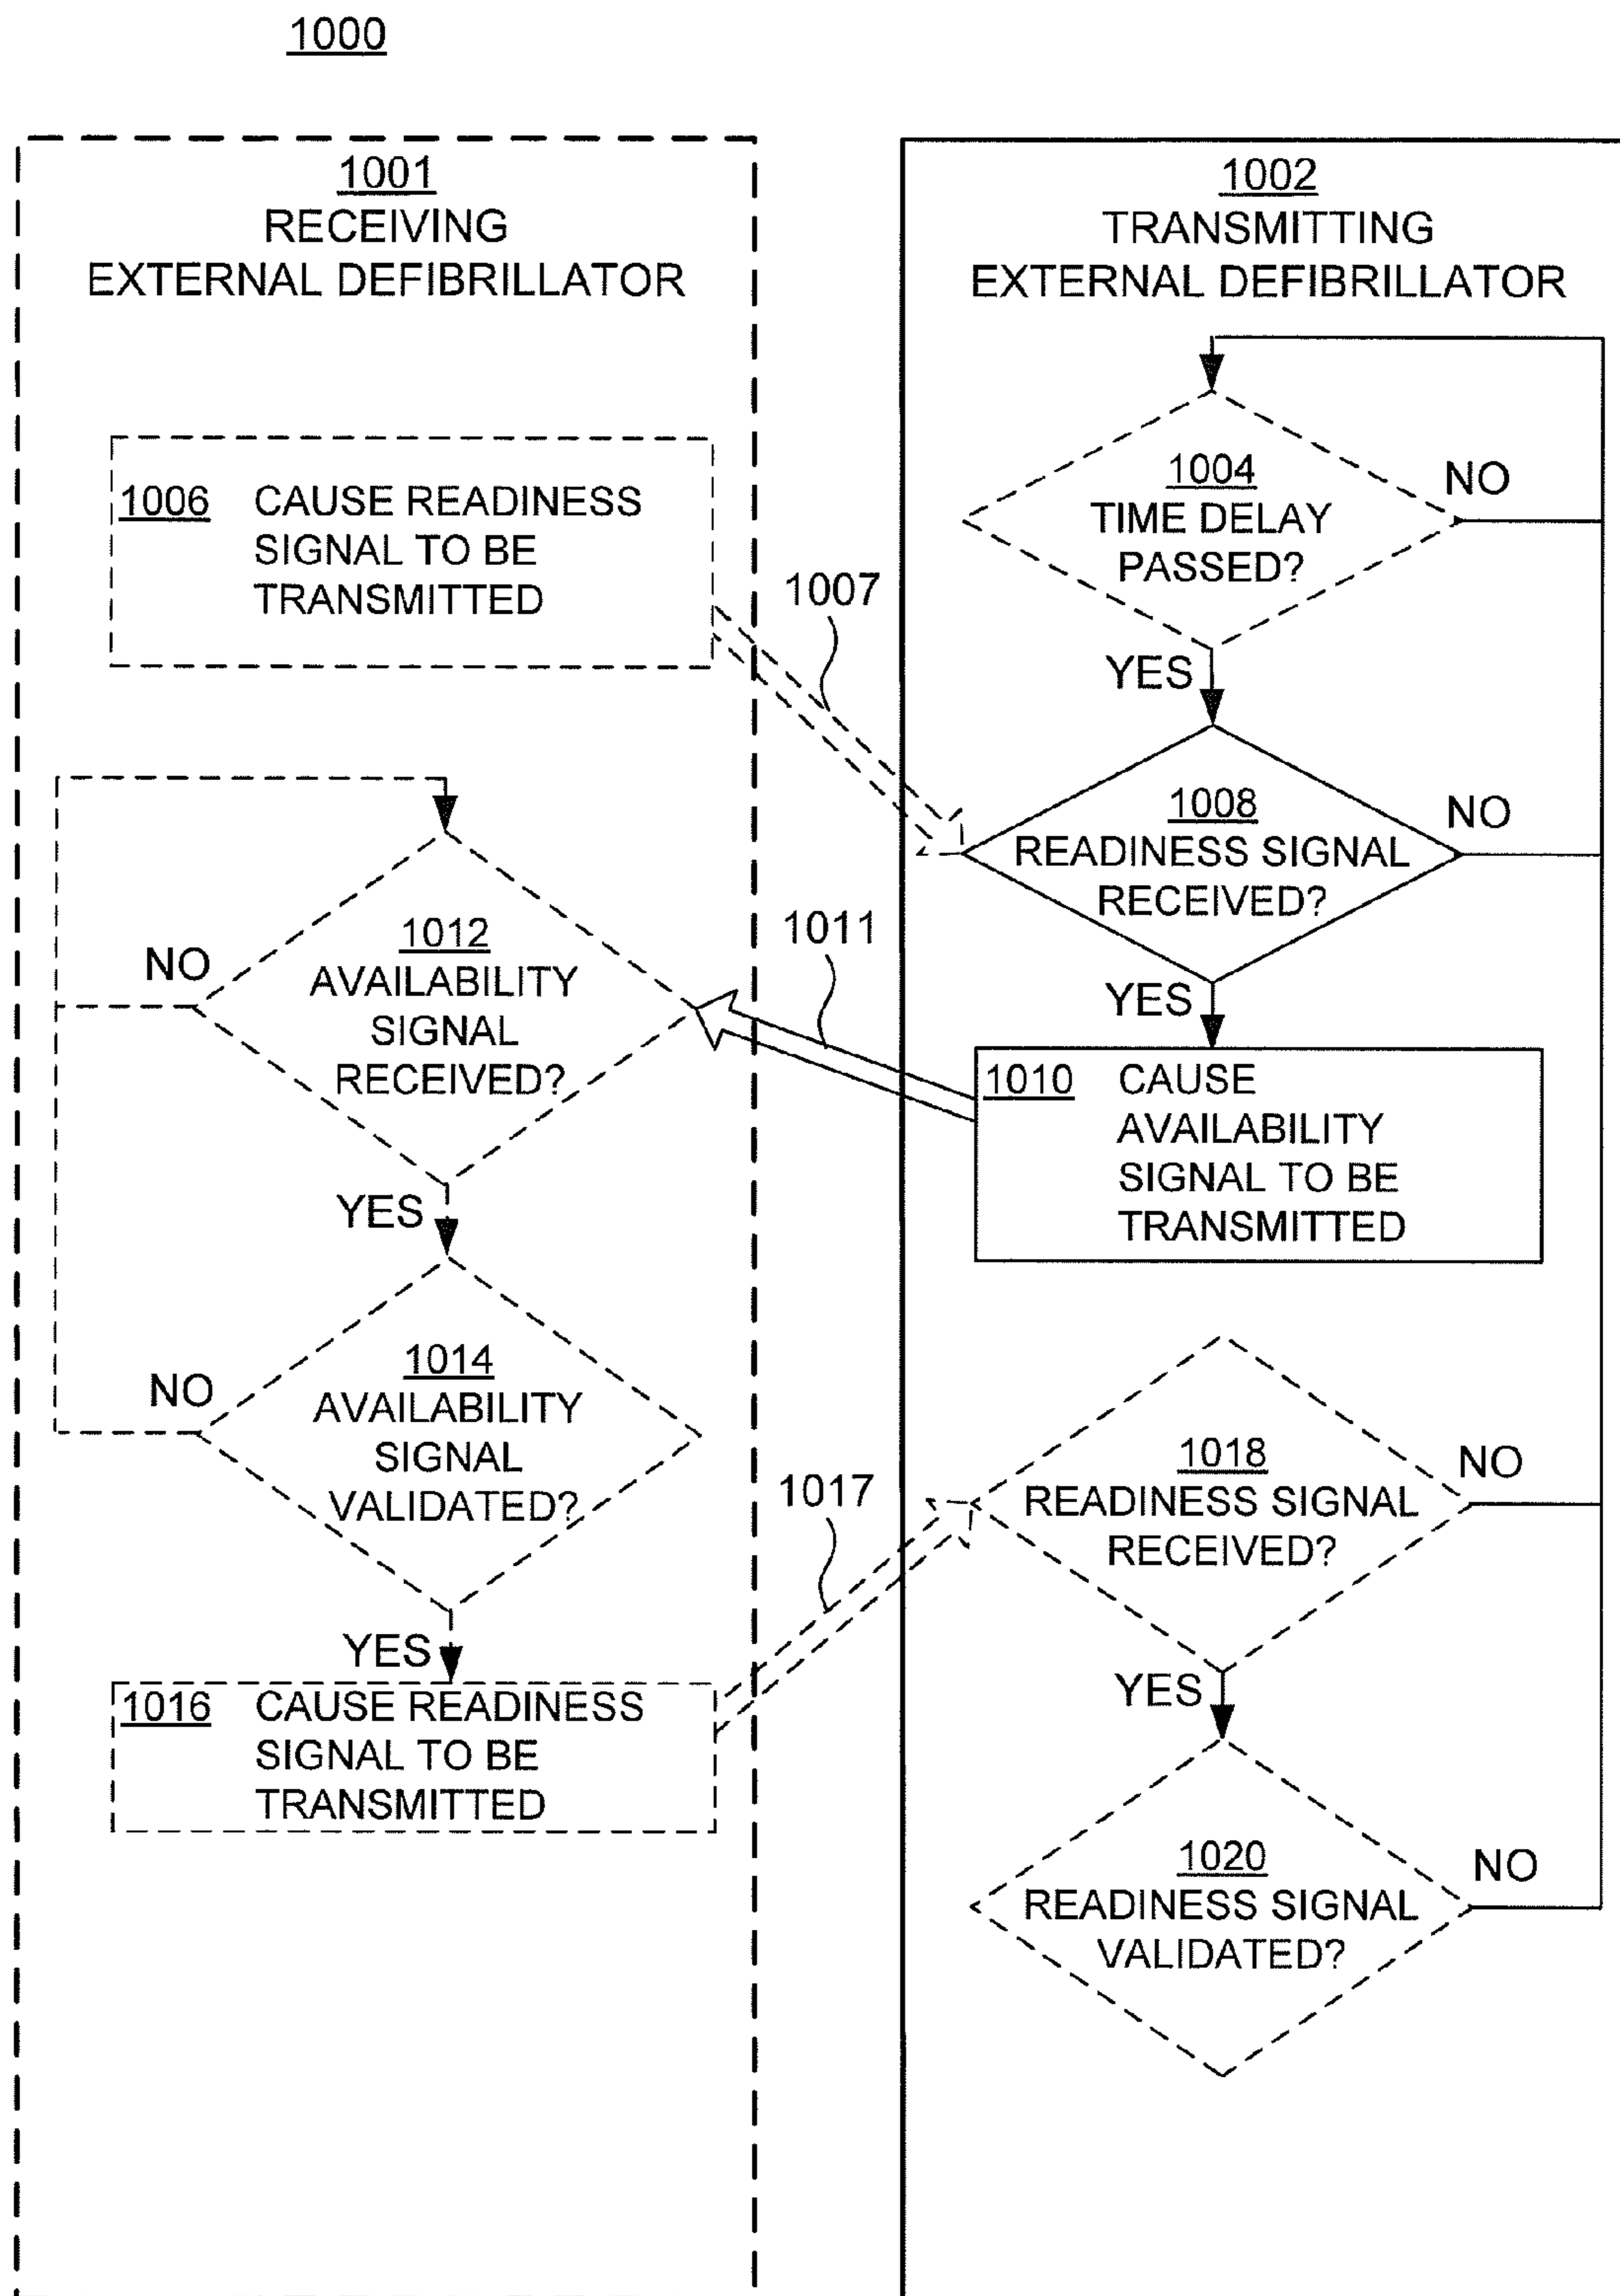 1000
1001
RECEIVING
EXTERNAL DEFIBRILLATOR
1006 CAUSE READINESS
SIGNAL TO BE
TRANSMITTED
1012
AVAILABILITY
SIGNAL
RECEIVED?
NO
YES
1014
AVAILABILITY
SIGNAL
VALIDATED?
NO
YES
1016 CAUSE READINESS
SIGNAL TO BE
TRANSMITTED
1007
1011
1017
1002
TRANSMITTING
EXTERNAL DEFIBRILLATOR
1004
TIME DELAY
PASSED?
NO
YES
1008
READINESS SIGNAL
RECEIVED?
NO
YES
1010 CAUSE
AVAILABILITY
SIGNAL TO BE
TRANSMITTED
1018
READINESS SIGNAL
RECEIVED?
NO
YES
1020
READINESS SIGNAL
VALIDATED?
NO